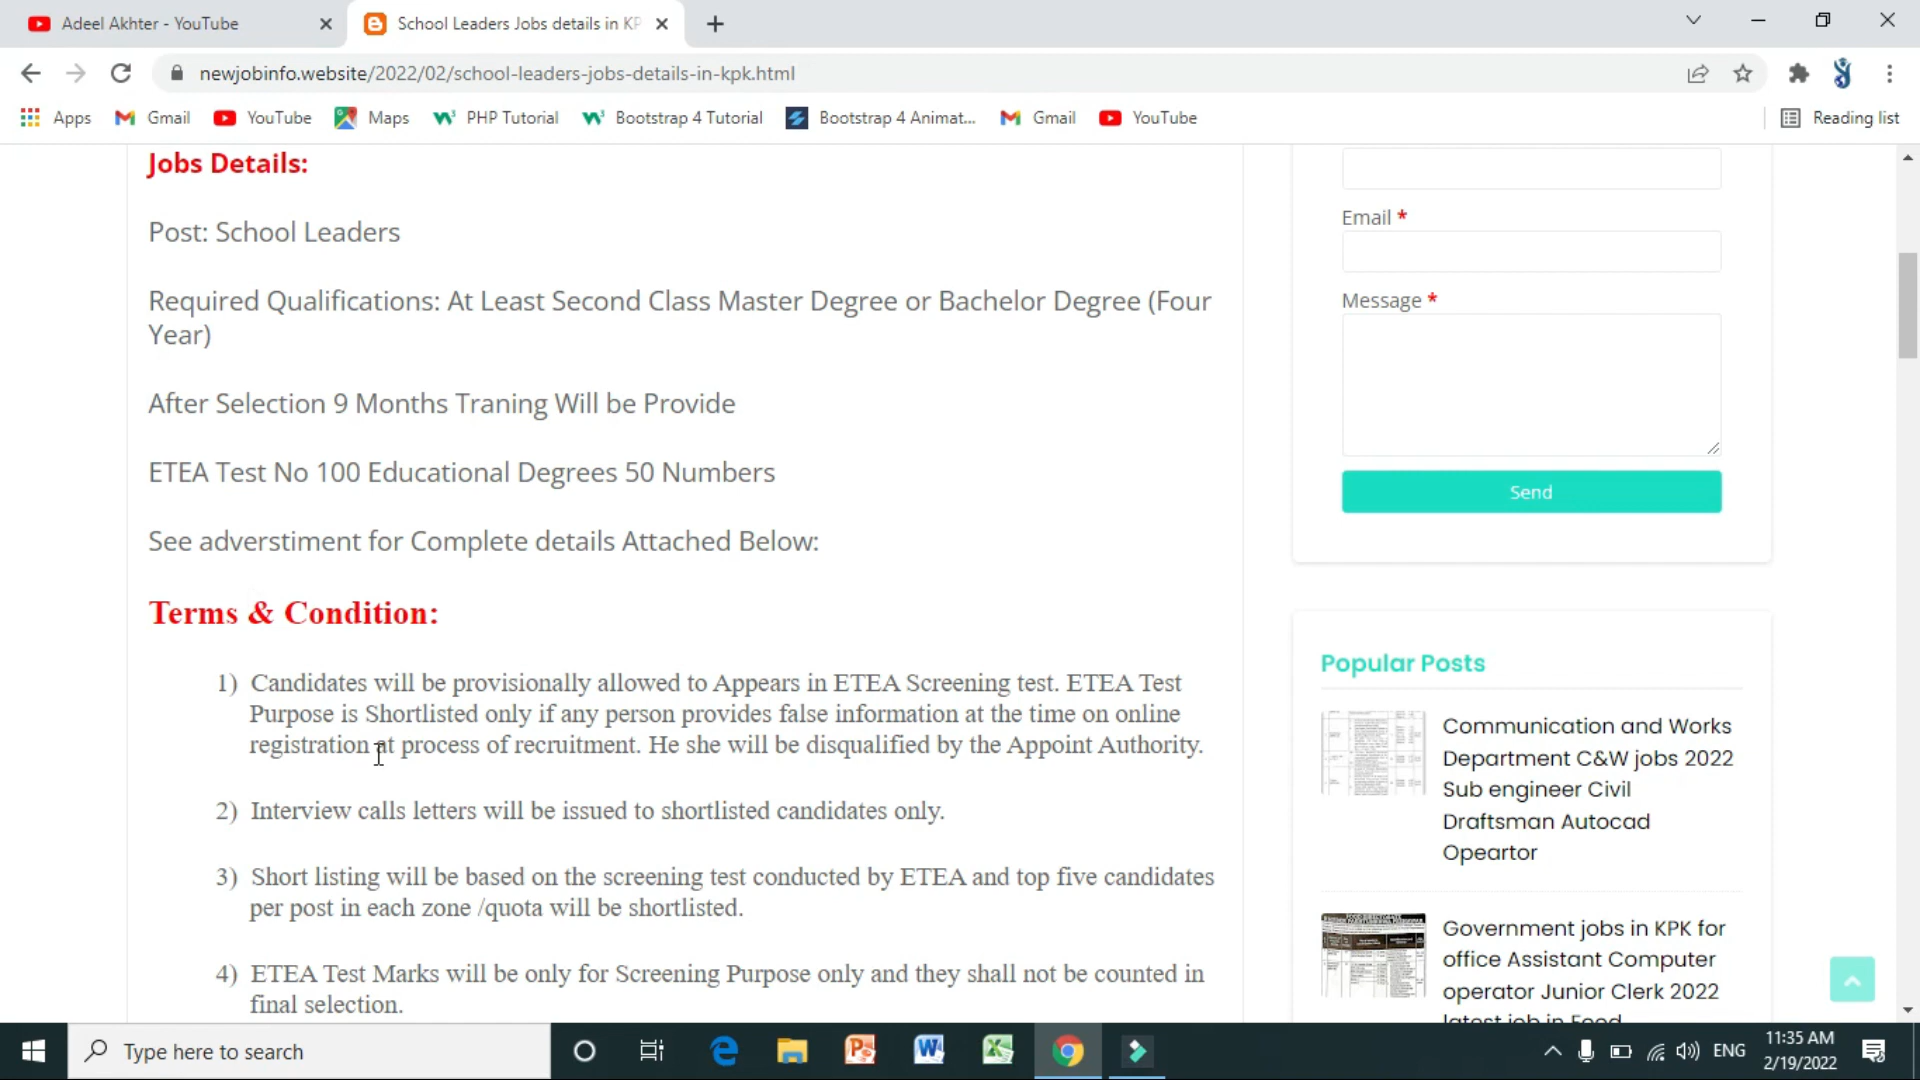 Adeel Akhter - YouTube
School Leaders Jobs details in KP
newjobinfo.website/2022/02/school-leaders-jobs-details-in-kpk.html
Apps
Gmail
YouTube
Maps
PHP Tutorial
Bootstrap 4 Tutorial
Bootstrap 4 Animat...
Gmail
YouTube
Reading list
Jobs Details:
Post: School Leaders
Required Qualifications: At Least Second Class Master Degree or Bachelor Degree (Four
Year)
After Selection 9 Months Traning Will be Provide
ETEA Test No 100 Educational Degrees 50 Numbers
See adverstiment for Complete details Attached Below:
Terms & Condition:
1) Candidates will be provisionally allowed to Appears in ETEA Screening test. ETEA Test
Purpose is Shortlisted only if any person provides false information at the time on online
registration at process of recruitment. He she will be disqualified by the Appoint Authority.
2) Interview calls letters will be issued to shortlisted candidates only.
3) Short listing will be based on the screening test conducted by ETEA and top five candidates
per post in each zone /quota will be shortlisted.
4) ETEA Test Marks will be only for Screening Purpose only and they shall not be counted in
final selection.
Email *
Message *
Send
Popular Posts
Communication and Works
Department C&W jobs 2022
Sub engineer Civil
Draftsman Autocad
Opeartor
Government jobs in KPK for
office Assistant Computer
operator Junior Clerk 2022
latest job in Food
Type here to search
ENG
11:35 AM
2/19/2022